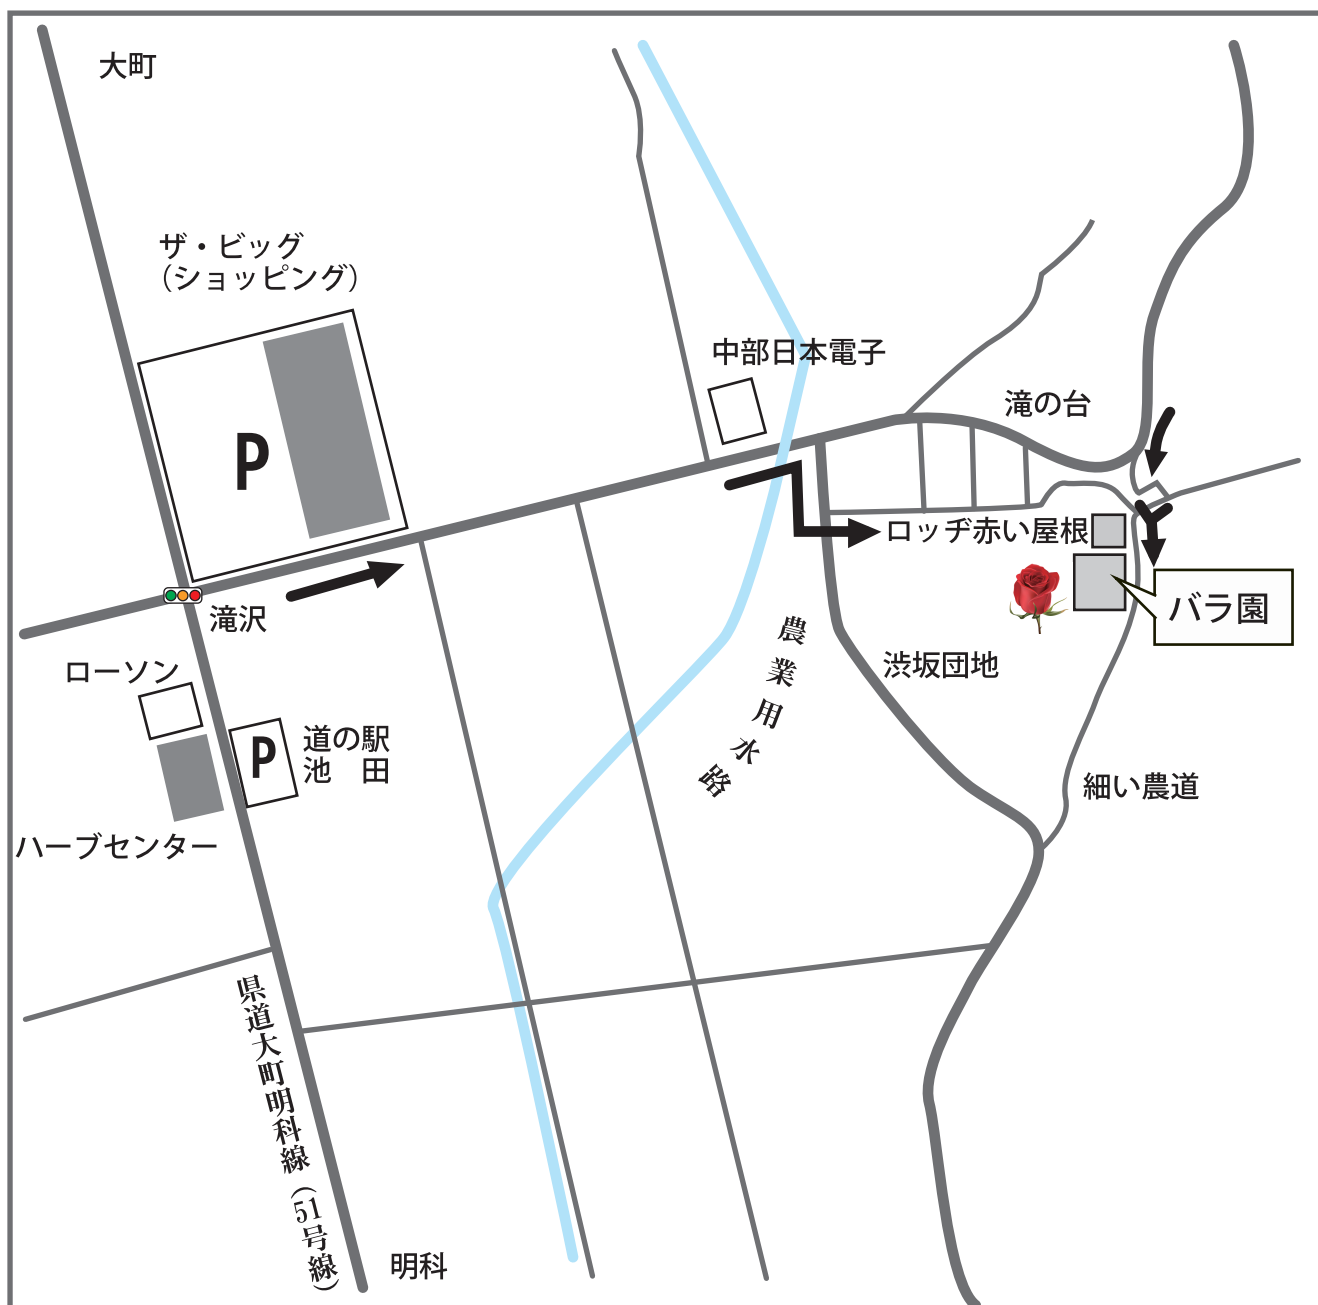 大町
ザ・ビッグ
（ショッピング）
P
中部日本電子
滝の台
ロッヂ赤い屋根
バラ園
滝沢
ローソン
P
道の駅
池 田
ハーブセンター
農業用水路
渋坂団地
細い農道
県道大町明科線（51号線）
明科